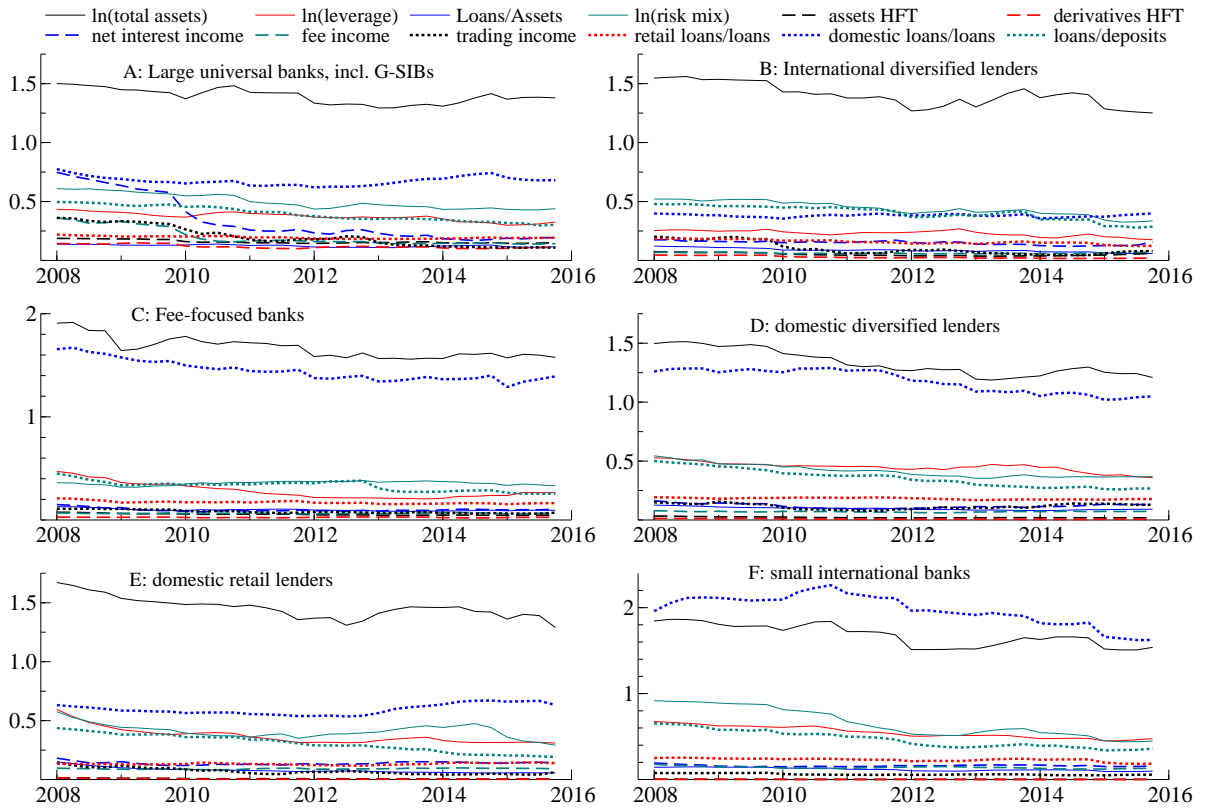 ln(total assets) ln(leverage) Loans/Assets ln(risk mix) assets HFT derivatives HFT
net interest income fee income trading income retail loans/loans domestic loans/loans loans/deposits
A: Large universal banks, incl. G-SIBs
1.5
1.0
0.5
2008 2010 2012 2014 2016
B: International diversified lenders
1.5
1.0
0.5
2008 2010 2012 2014 2016
C: Fee-focused banks
2
1
2008 2010 2012 2014 2016
D: domestic diversified lenders
1.5
1.0
0.5
2008 2010 2012 2014 2016
E: domestic retail lenders
1.5
1.0
0.5
2008 2010 2012 2014 2016
F: small international banks
2
1
2008 2010 2012 2014 2016